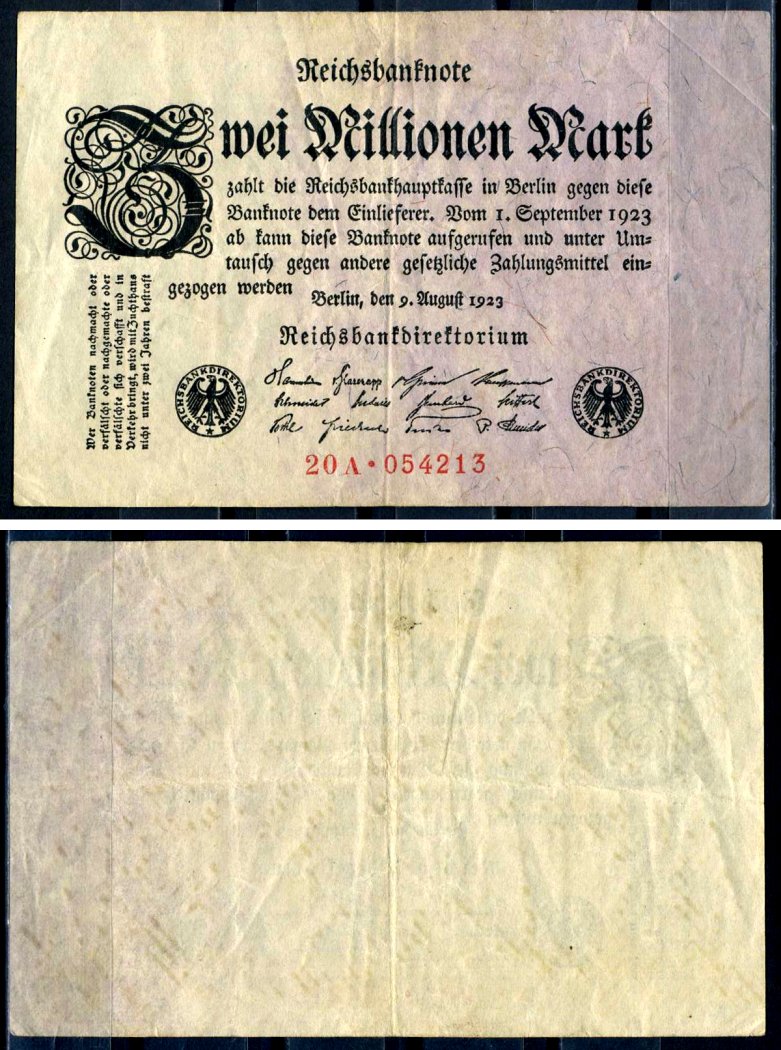 Reichsbanknote
Zwei Millionen Mark
zahlt die Reichsbankhauptkasse in Berlin gegen diese
Banknote dem Einlieferer. Vom 1. September 1923
ab kann diese Banknote aufgerufen und unter Um-
tausch gegen andere gesetzliche Zahlungsmittel ein-
gezogen werden
Berlin, den 9. August 1923
Reichsbankdirektorium
Wer Banknoten nachmacht oder
verfälscht oder nachgemachte oder
verfälschte sich verschafft und in
Verkehr bringt, wird mit Zuchthaus
nicht unter zwei Jahren bestraft
REICHSBANKDIREKTORIUM
REICHSBANKDIREKTORIUM
20A·054213